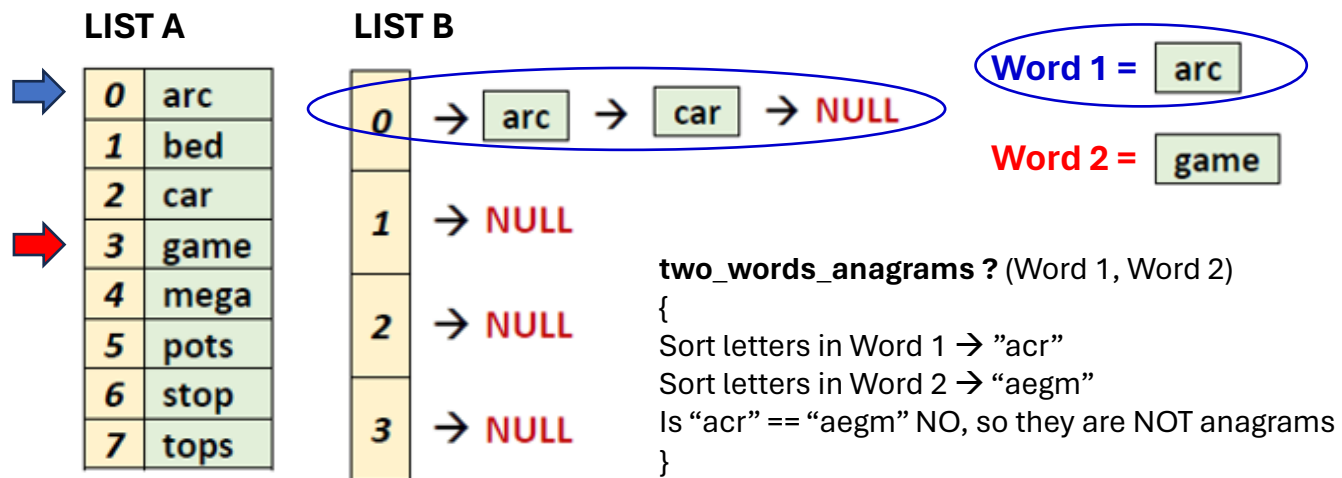 LIST A
0 arc
1 bed
2 car
3 game
4 mega
5 pots
6 stop
7 tops
LIST B
0 → arc → car → NULL
1 → NULL
2 → NULL
3 → NULL
Word 1 = arc
Word 2 = game
two_words_anagrams ? (Word 1, Word 2)
{
Sort letters in Word 1 → ”acr”
Sort letters in Word 2 → “aegm”
Is “acr” == “aegm” NO, so they are NOT anagrams
}